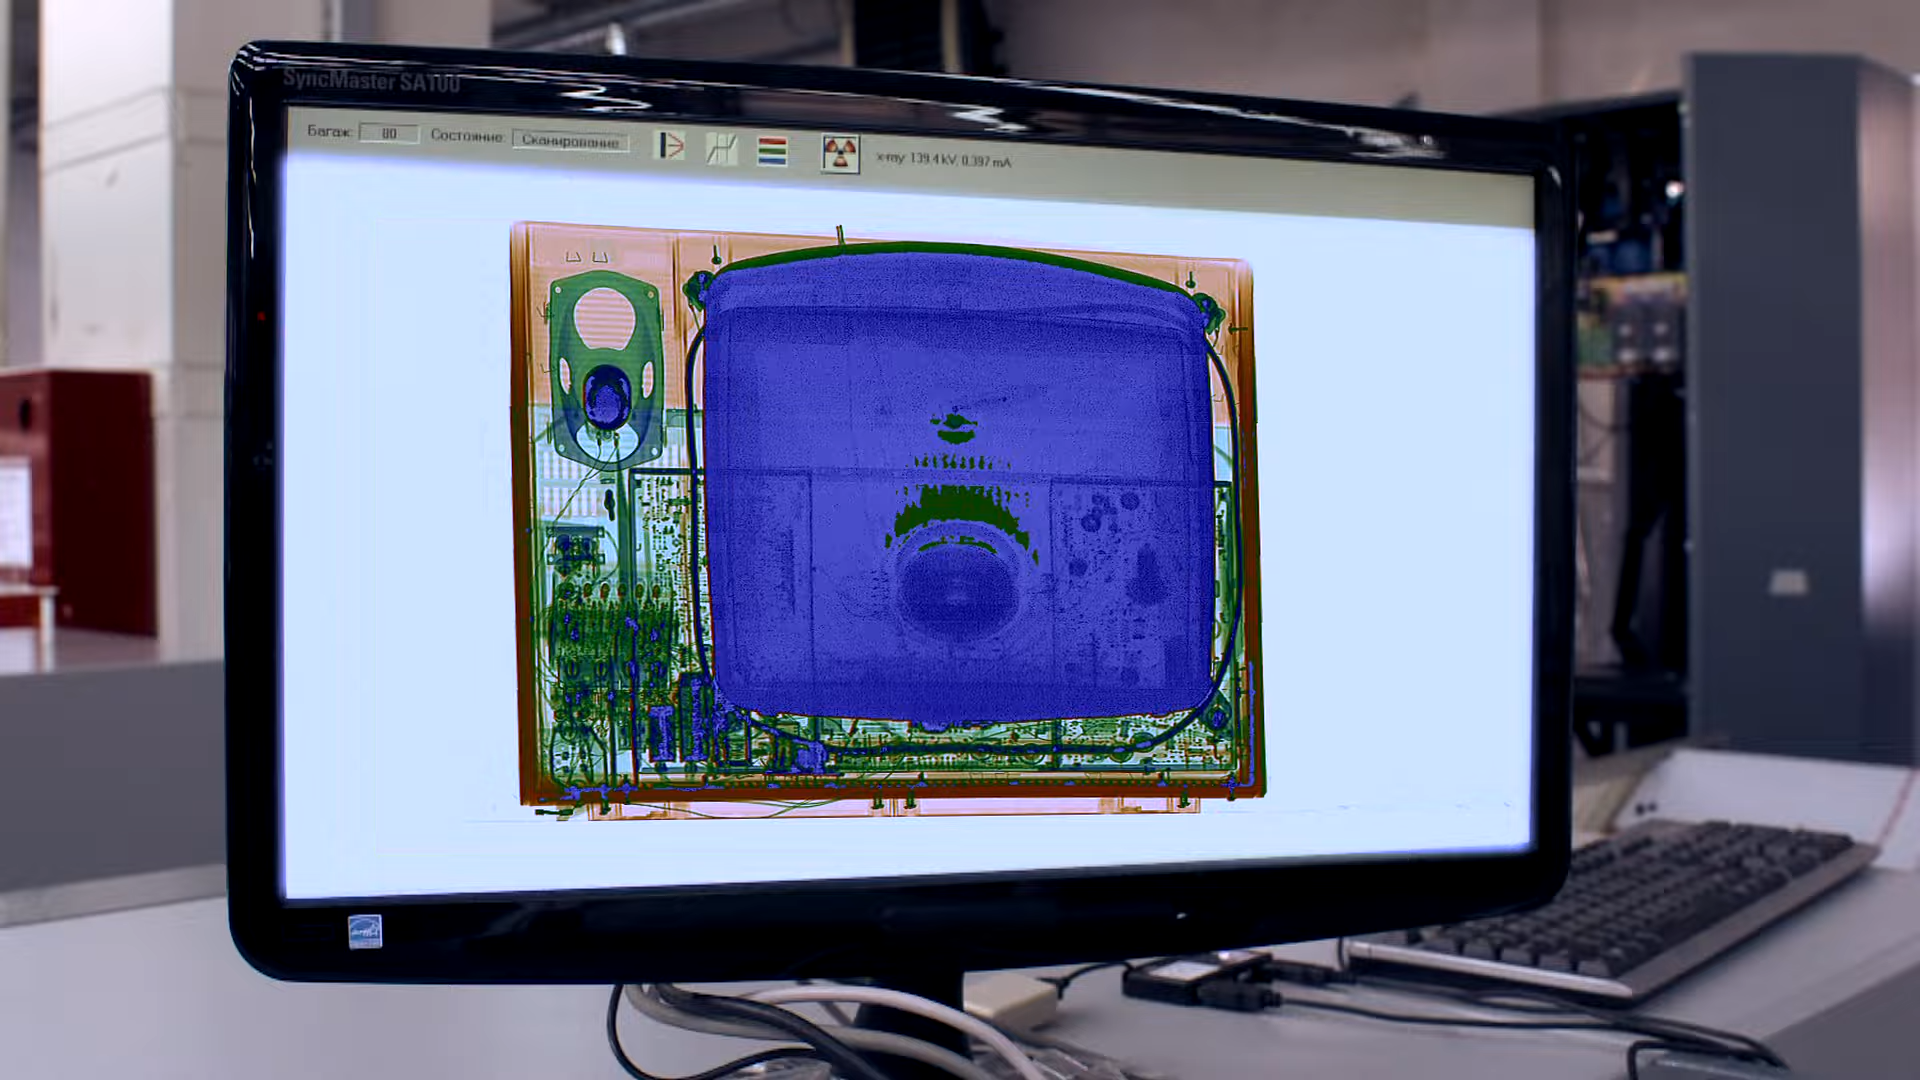 SyncMaster SA100
Багаж: 80 Состояние: Сканирование x-ray: 139.4 kV, 0.397 mA